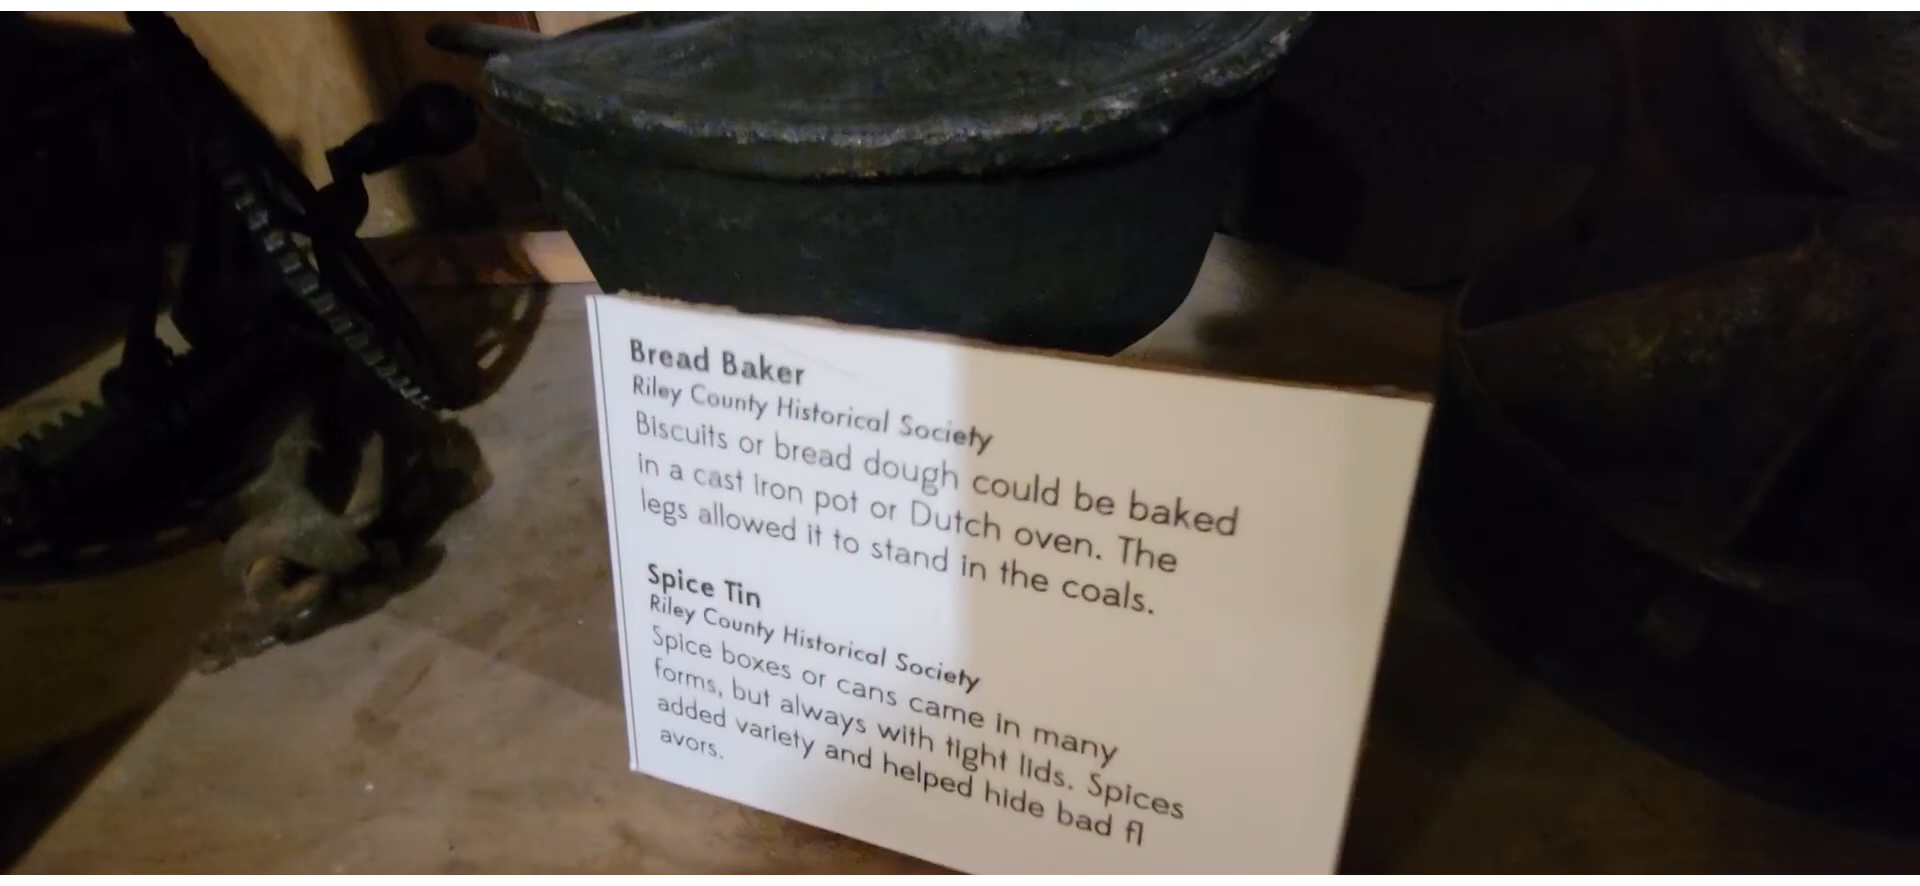 Bread Baker
Riley County Historical Society
Biscuits or bread dough could be baked
in a cast iron pot or Dutch oven. The
legs allowed it to stand in the coals.
Spice Tin
Riley County Historical Society
Spice boxes or cans came in many
forms, but always with tight lids. Spices
added variety and helped hide bad fl
avors.